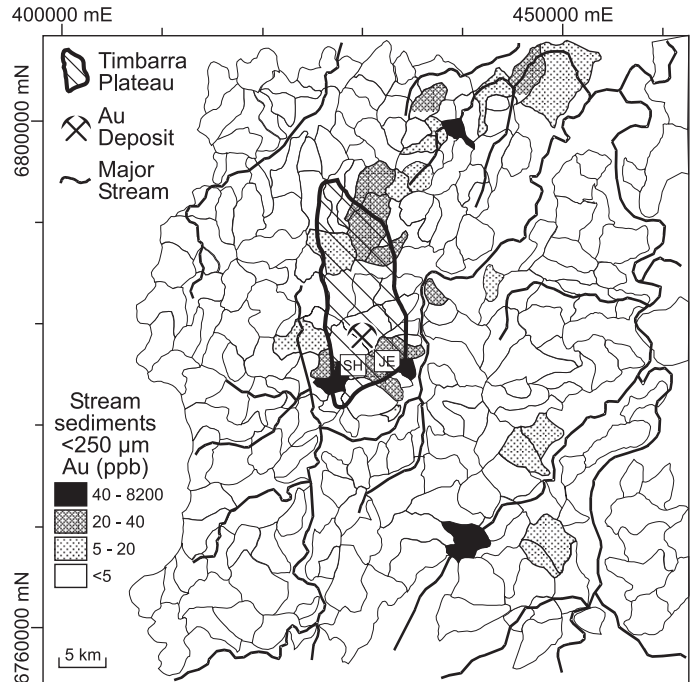 400000 mE
450000 mE
6800000 mN
6760000 mN
Timbarra
Plateau
Au
Deposit
Major
Stream
SH
JE
Stream
sediments
<250 µm
Au (ppb)
40 - 8200
20 - 40
5 - 20
<5
5 km